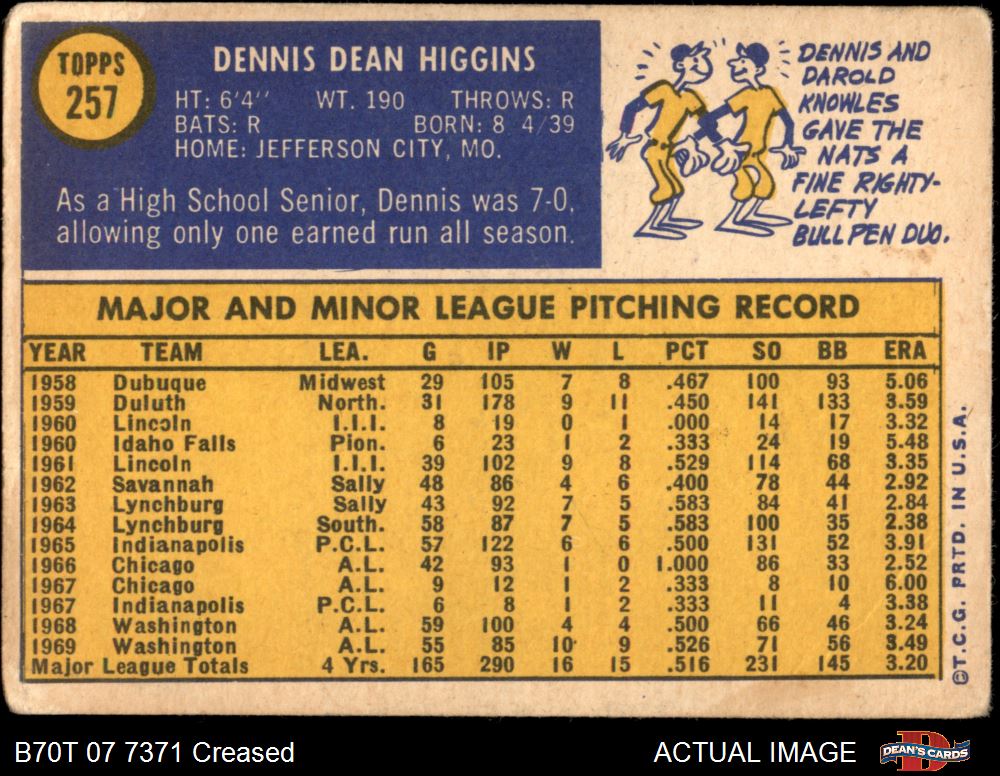 TOPPS
257
DENNIS DEAN HIGGINS
HT: 6'4" WT. 190 THROWS: R
BATS: R BORN: 8 4/39
HOME: JEFFERSON CITY, MO.
As a High School Senior, Dennis was 7-0,
allowing only one earned run all season.
DENNIS AND
DAROLD
KNOWLES
GAVE THE
NATS A
FINE RIGHTY-
LEFTY
BULLPEN DUO.
MAJOR AND MINOR LEAGUE PITCHING RECORD
YEAR TEAM LEA. G IP W L PCT SO BB ERA
1958 Dubuque Midwest 29 105 7 8 .467 100 93 5.06
1959 Duluth North. 31 178 9 11 .450 141 133 3.59
1960 Lincoln I.I.I. 8 19 0 1 .000 14 17 3.32
1960 Idaho Falls Pion. 6 23 1 2 .333 24 19 5.48
1961 Lincoln I.I.I. 39 102 9 8 .529 114 68 3.35
1962 Savannah Sally 48 86 4 6 .400 78 44 2.92
1963 Lynchburg Sally 43 92 7 5 .583 84 41 2.84
1964 Lynchburg South. 58 87 7 5 .583 100 35 2.38
1965 Indianapolis P.C.L. 57 122 6 6 .500 131 52 3.91
1966 Chicago A.L. 42 93 1 0 1.000 86 33 2.52
1967 Chicago A.L. 9 12 1 2 .333 8 10 6.00
1967 Indianapolis P.C.L. 6 8 1 2 .333 11 4 3.38
1968 Washington A.L. 59 100 4 4 .500 66 46 3.24
1969 Washington A.L. 55 85 10 9 .526 71 56 3.49
Major League Totals 4 Yrs. 165 290 16 15 .516 231 145 3.20
©T.C.G. PRTD. IN U.S.A.
B70T 07 7371 Creased
ACTUAL IMAGE
DEAN'S CARDS